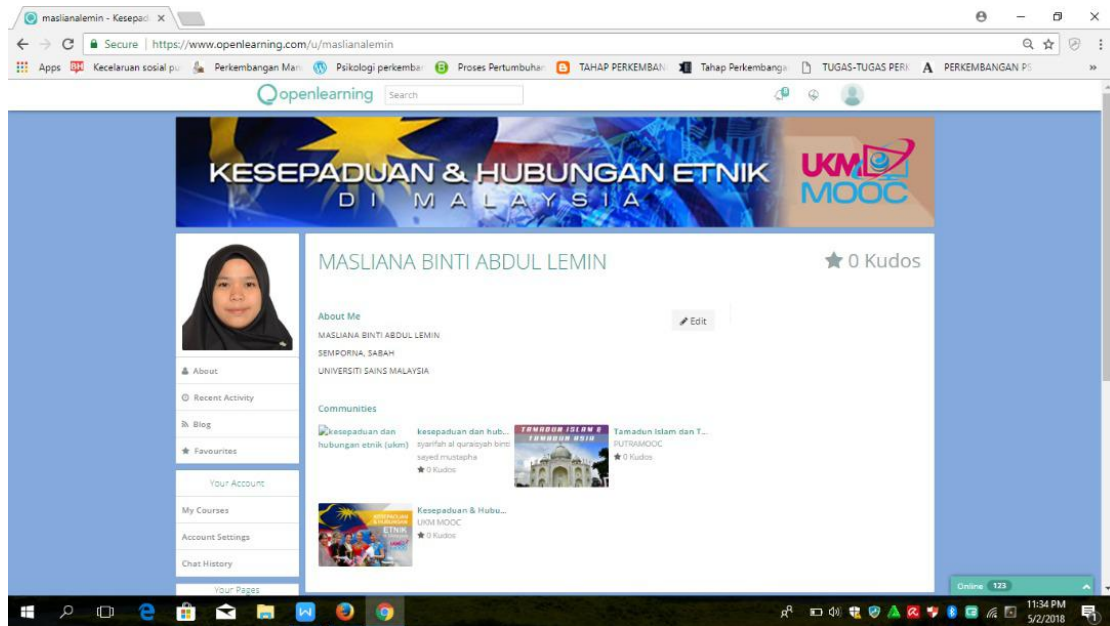 maslianalemin - Kesepad
Secure | https://www.openlearning.com/u/maslianalemin
Apps BH Kecelaruan sosial pu Perkembangan Man Psikologi perkemba Proses Pertumbuhan TAHAP PERKEMBAN Tahap Perkembanga TUGAS-TUGAS PERK A PERKEMBANGAN PS »
openlearning Search
KESEPADUAN & HUBUNGAN ETNIK
DI MALAYSIA
UKM
MOOC
MASLIANA BINTI ABDUL LEMIN
0 Kudos
About Me
Edit
MASLIANA BINTI ABDUL LEMIN
SEMPORNA, SABAH
UNIVERSITI SAINS MALAYSIA
About
Recent Activity
Blog
Favourites
Your Account
My Courses
Account Settings
Chat History
Your Pages
Communities
kesepaduan dan
hubungan etnik (ukm)
kesepaduan dan hub...
syarifah al quraisyah binti
sayed mustapha
0 Kudos
TAMADUN ISLAM &
TAMADUN ASIA
Tamadun Islam dan T...
PUTRAMOOC
0 Kudos
KESEPADUAN
& HUBUNGAN
ETNIK
Kesepaduan & Hubu...
UKM MOOC
0 Kudos
Online 123
11:34 PM
5/2/2018